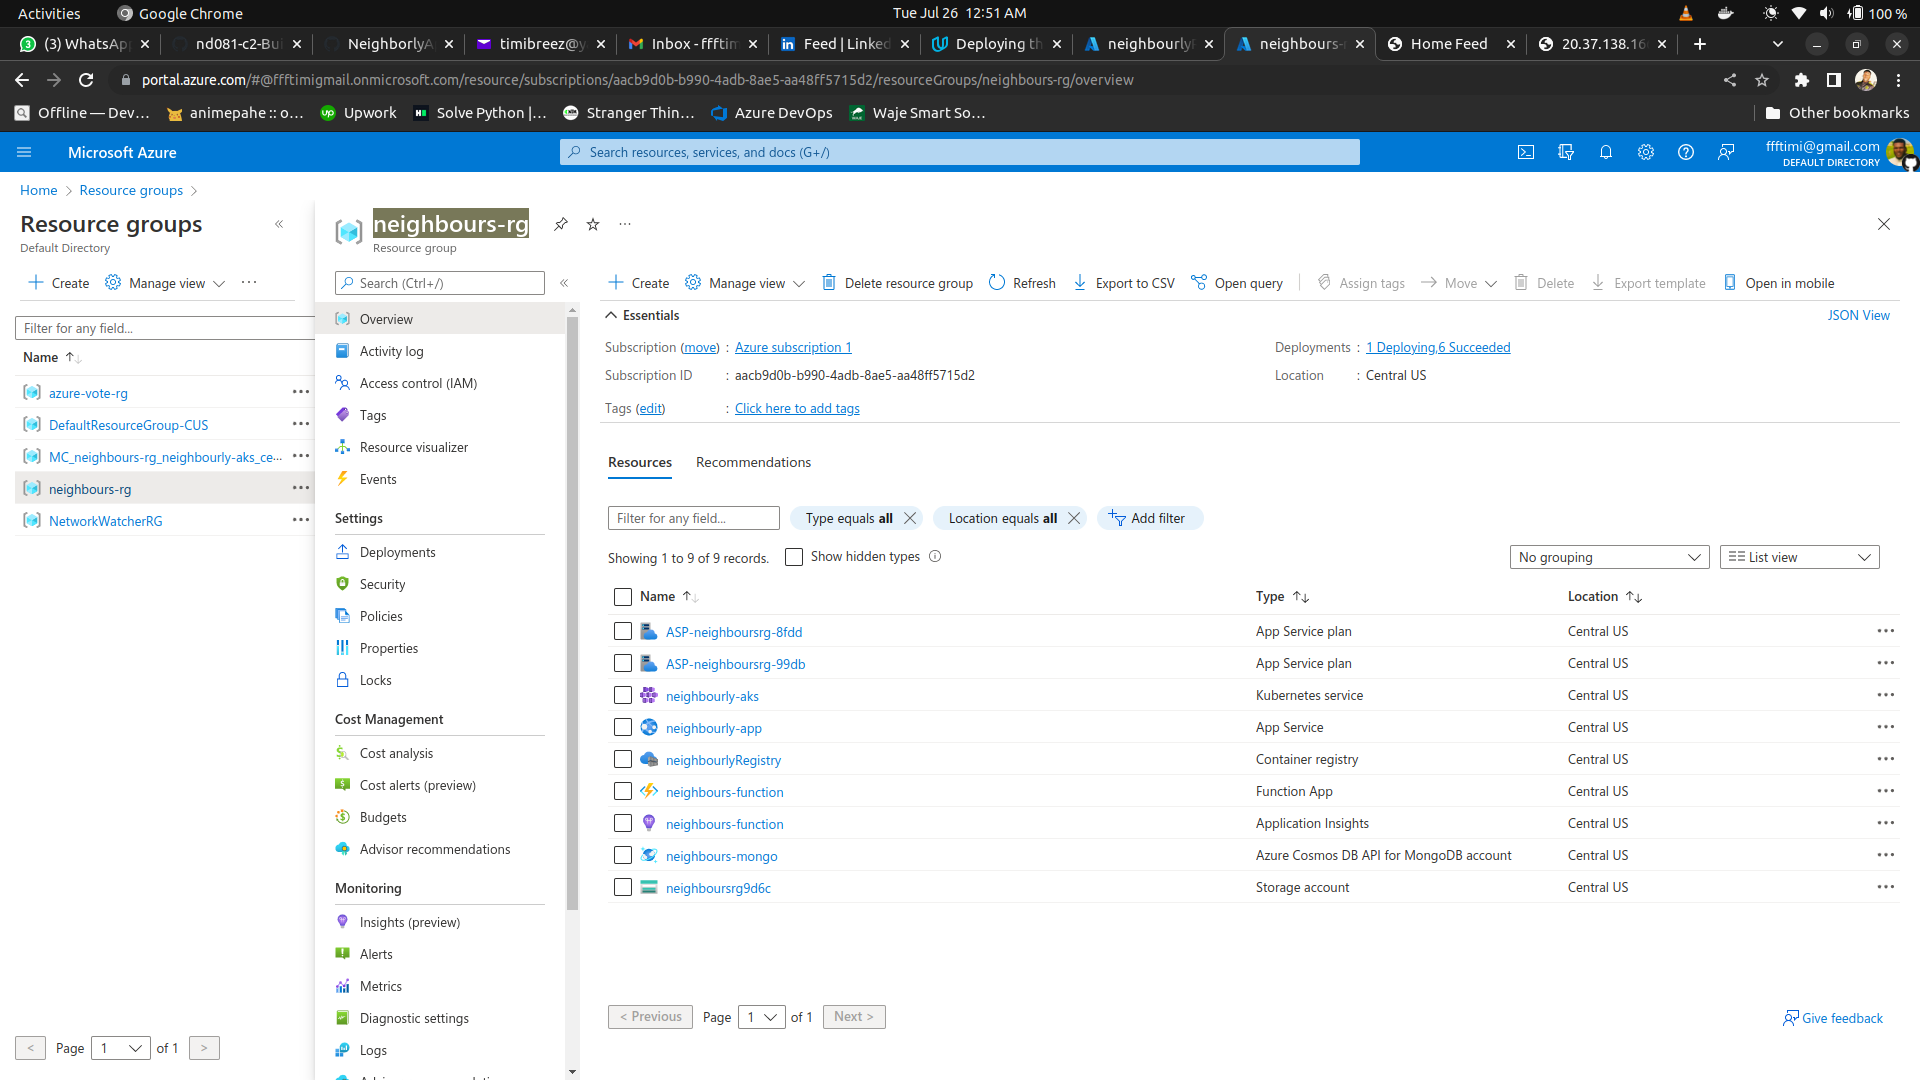 Activities
Google Chrome
Tue Jul 26 12:51 AM
100 %
(3) WhatsAp
nd081-c2-Bui
NeighborlyA
timibreez@y
Inbox - ffftim
Feed | Linked
Deploying th
neighbourlyF
neighbours-r
Home Feed
20.37.138.16
portal.azure.com/#@ffftimigmail.onmicrosoft.com/resource/subscriptions/aacb9d0b-b990-4adb-8ae5-aa48ff5715d2/resourceGroups/neighbours-rg/overview
Offline — Dev…
animepahe :: o…
Upwork
Solve Python |…
Stranger Thin…
Azure DevOps
Waje Smart So…
Other bookmarks
Microsoft Azure
Search resources, services, and docs (G+/)
ffftimi@gmail.com
DEFAULT DIRECTORY
Home
Resource groups
Resource groups
Default Directory
Create
Manage view
Filter for any field...
Name
azure-vote-rg
DefaultResourceGroup-CUS
MC_neighbours-rg_neighbourly-aks_ce...
neighbours-rg
NetworkWatcherRG
<
Page
1
of 1
>
neighbours-rg
Resource group
Search (Ctrl+/)
Overview
Activity log
Access control (IAM)
Tags
Resource visualizer
Events
Settings
Deployments
Security
Policies
Properties
Locks
Cost Management
Cost analysis
Cost alerts (preview)
Budgets
Advisor recommendations
Monitoring
Insights (preview)
Alerts
Metrics
Diagnostic settings
Logs
Create
Manage view
Delete resource group
Refresh
Export to CSV
Open query
Assign tags
Move
Delete
Export template
Open in mobile
Essentials
JSON View
Subscription (move) : Azure subscription 1
Deployments : 1 Deploying,6 Succeeded
Subscription ID : aacb9d0b-b990-4adb-8ae5-aa48ff5715d2
Location : Central US
Tags (edit) : Click here to add tags
Resources
Recommendations
Filter for any field...
Type equals all
Location equals all
Add filter
Showing 1 to 9 of 9 records.
Show hidden types
No grouping
List view
Name Type Location
ASP-neighboursrg-8fdd App Service plan Central US
ASP-neighboursrg-99db App Service plan Central US
neighbourly-aks Kubernetes service Central US
neighbourly-app App Service Central US
neighbourlyRegistry Container registry Central US
neighbours-function Function App Central US
neighbours-function Application Insights Central US
neighbours-mongo Azure Cosmos DB API for MongoDB account Central US
neighboursrg9d6c Storage account Central US
< Previous
Page
1
of 1
Next >
Give feedback